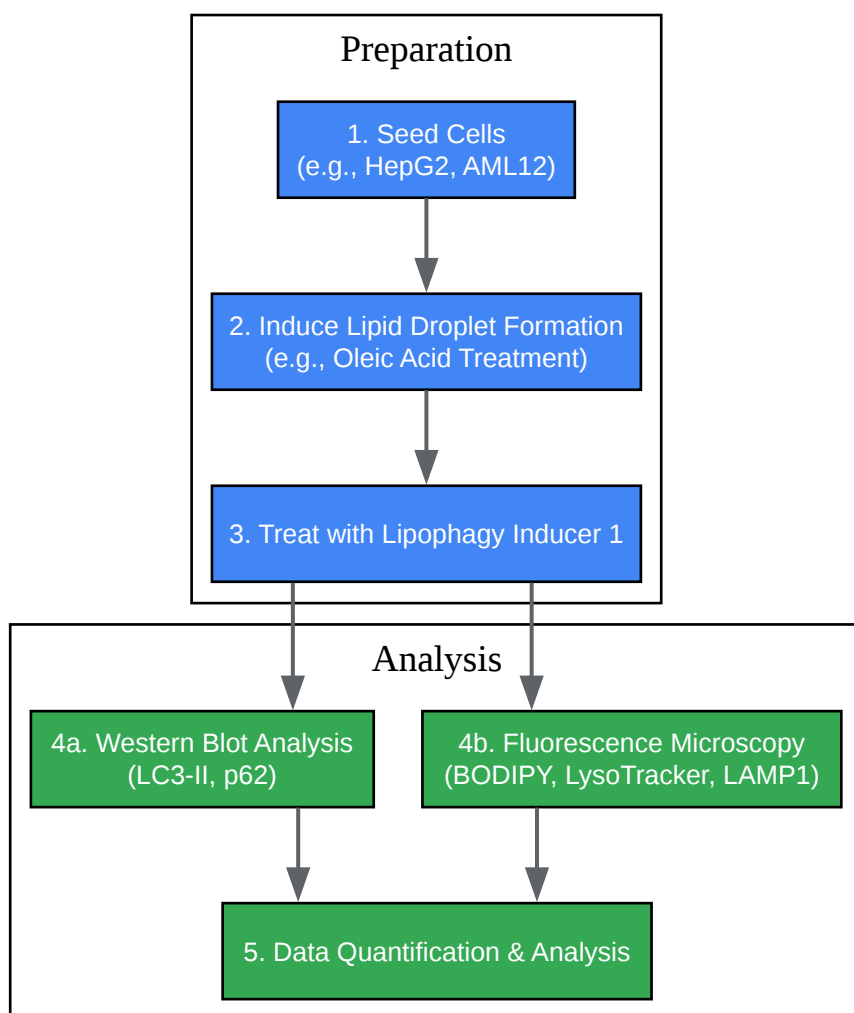 Preparation
1. Seed Cells
(e.g., HepG2, AML12)
2. Induce Lipid Droplet Formation
(e.g., Oleic Acid Treatment)
3. Treat with Lipophagy Inducer 1
Analysis
4a. Western Blot Analysis
(LC3-II, p62)
4b. Fluorescence Microscopy
(BODIPY, LysoTracker, LAMP1)
5. Data Quantification & Analysis